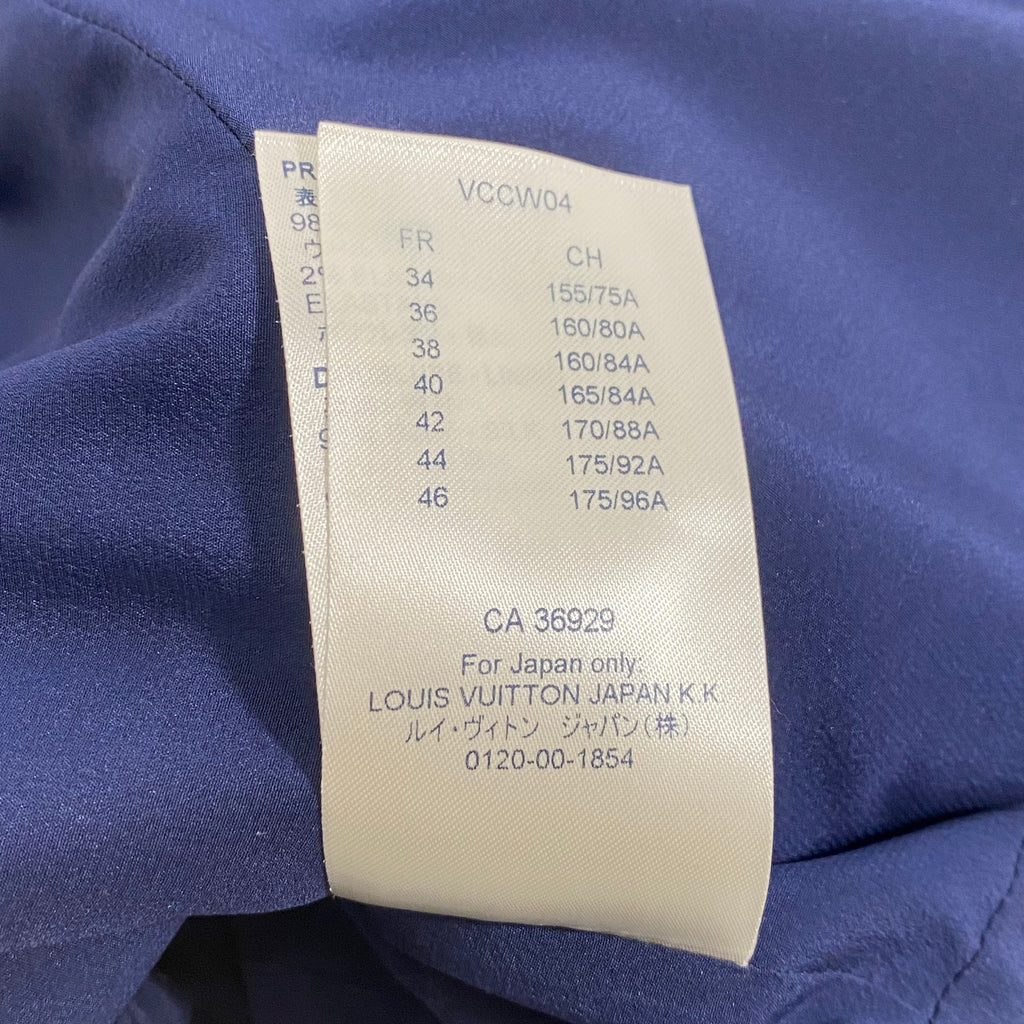 VCCW04
FR CH
34 155/75A
36 160/80A
38 160/84A
40 165/84A
42 170/88A
44 175/92A
46 175/96A
CA 36929
For Japan only:
LOUIS VUITTON JAPAN K.K
ルイ・ヴィトン ジャパン(株)
0120-00-1854
PR
表
98
ウ
2%
E